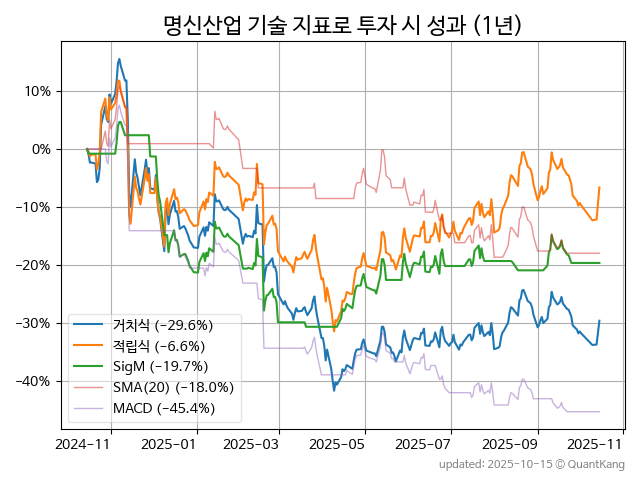 명신산업 기술 지표로 투자 시 성과 (1년)
10%
0%
−10%
−20%
−30%
−40%
거치식 (−29.6%)
적립식 (−6.6%)
SigM (−19.7%)
SMA(20) (−18.0%)
MACD (−45.4%)
2024-11 2025-01 2025-03 2025-05 2025-07 2025-09 2025-11
updated: 2025-10-15 © QuantKang